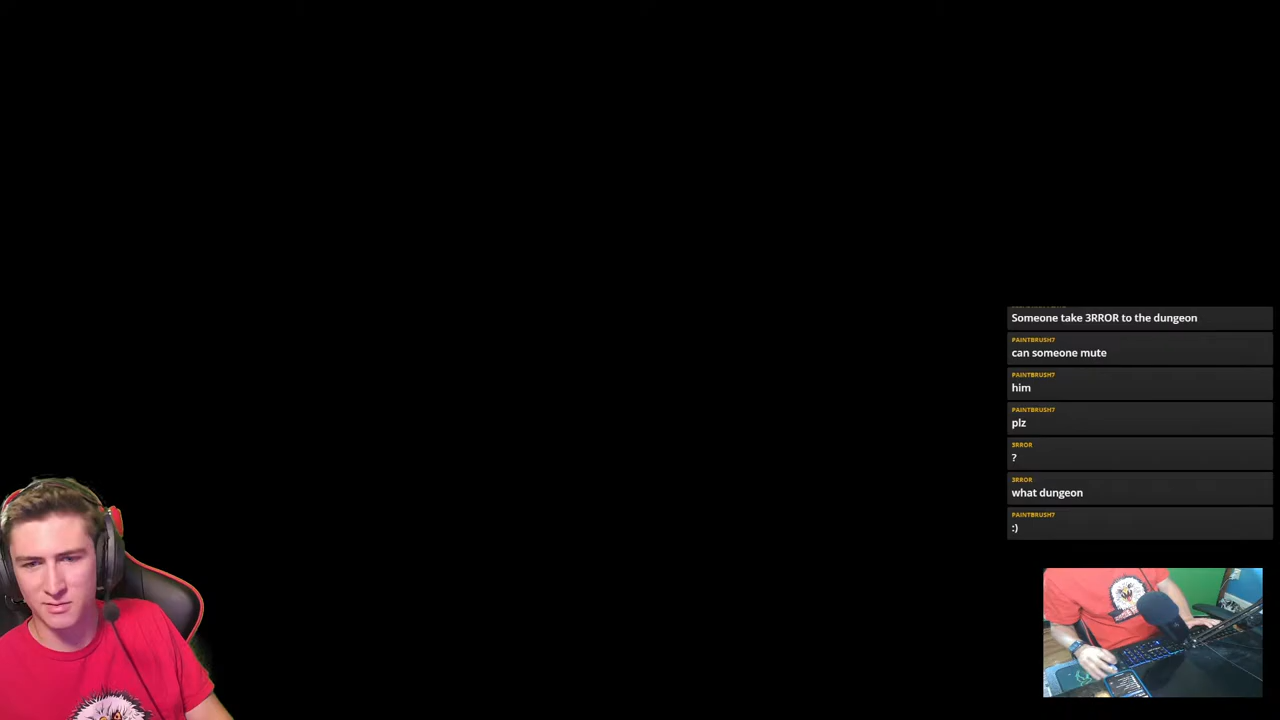 Someone take 3RROR to the dungeon
PAINTBRUSH7
can someone mute
PAINTBRUSH7
him
PAINTBRUSH7
plz
3RROR
?
3RROR
what dungeon
PAINTBRUSH7
:)